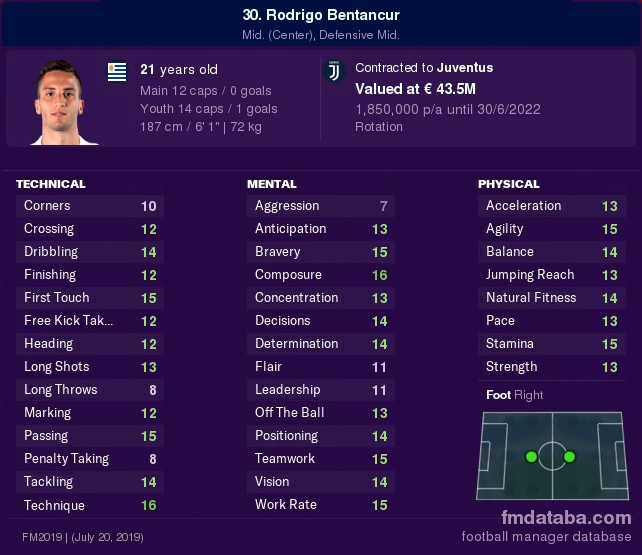 30. Rodrigo Bentancur
Mid. (Center), Defensive Mid.
21 years old
Main 12 caps / 0 goals
Youth 14 caps / 1 goals
187 cm / 6' 1" | 72 kg
Contracted to Juventus
Valued at € 43.5M
1,850,000 p/a until 30/6/2022
Rotation
TECHNICAL
Corners 10
Crossing 12
Dribbling 14
Finishing 12
First Touch 15
Free Kick Tak... 12
Heading 12
Long Shots 13
Long Throws 8
Marking 12
Passing 15
Penalty Taking 8
Tackling 14
Technique 16
MENTAL
Aggression 7
Anticipation 13
Bravery 15
Composure 16
Concentration 13
Decisions 14
Determination 14
Flair 11
Leadership 11
Off The Ball 13
Positioning 14
Teamwork 15
Vision 14
Work Rate 15
PHYSICAL
Acceleration 13
Agility 15
Balance 14
Jumping Reach 13
Natural Fitness 14
Pace 13
Stamina 15
Strength 13
Foot Right
FM2019 | (July 20, 2019)
fmdataba.com
football manager database